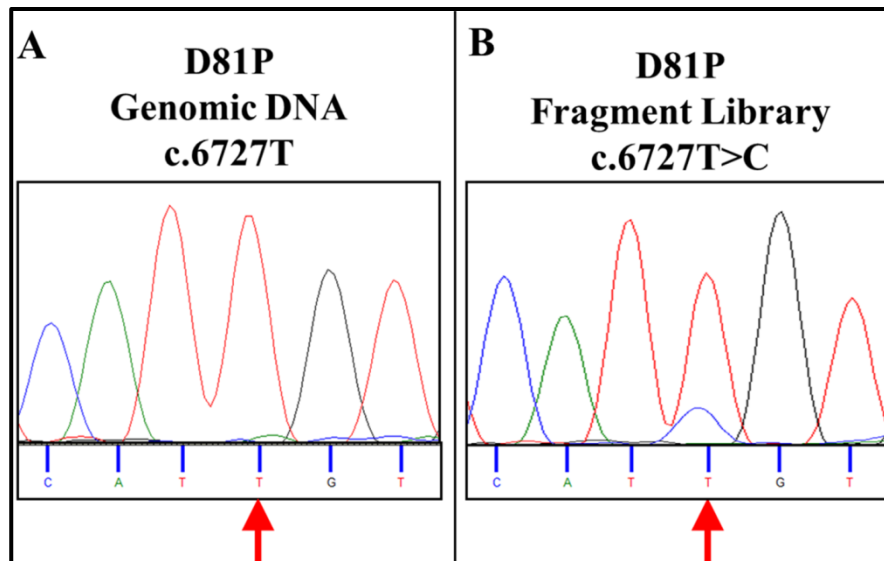 A
D81P
Genomic DNA
c.6727T
C A T T G T
B
D81P
Fragment Library
c.6727T>C
C A T T G T